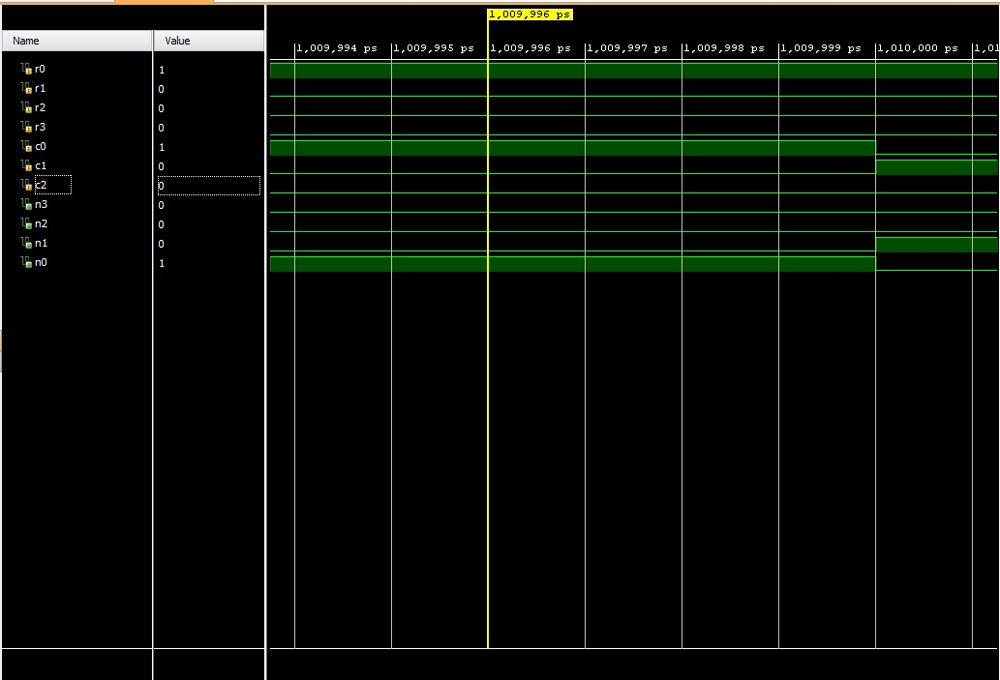 1,009,996 ps
Name Value
1,009,994 ps 1,009,995 ps 1,009,996 ps 1,009,997 ps 1,009,998 ps 1,009,999 ps 1,010,000 ps 1,01
r0 1
r1 0
r2 0
r3 0
c0 1
c1 0
c2 0
n3 0
n2 0
n1 0
n0 1